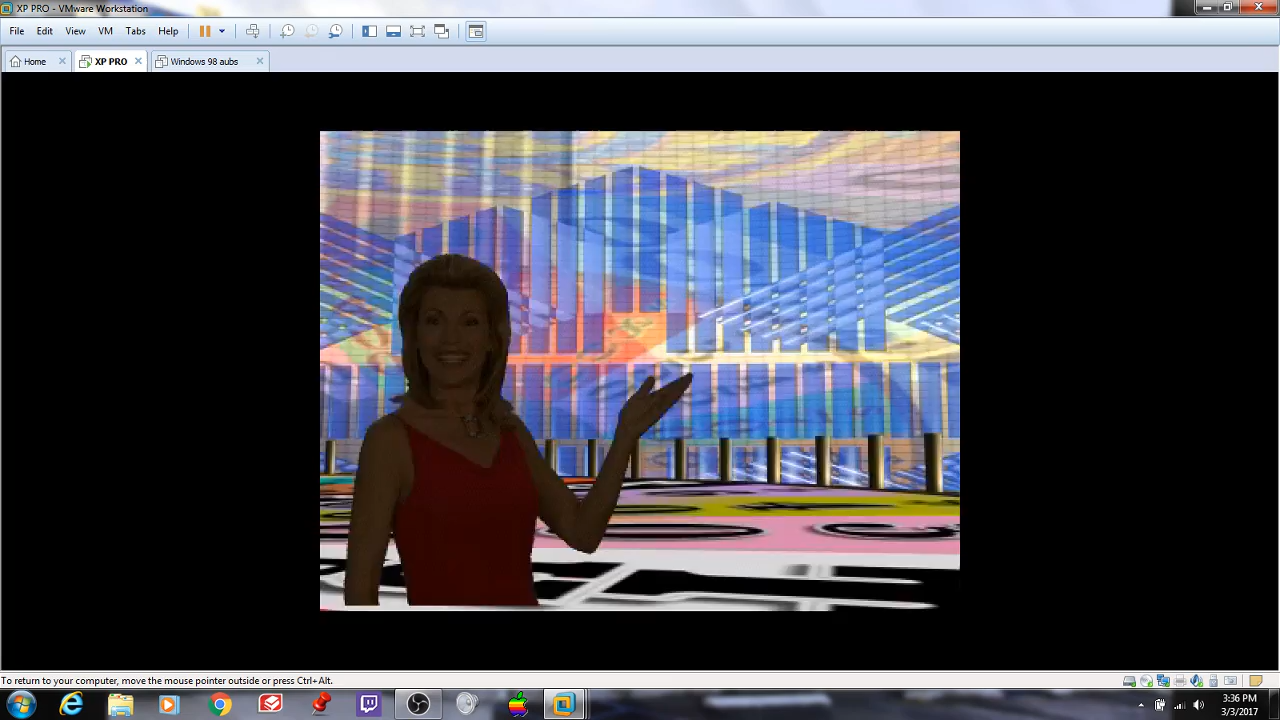 XP PRO - VMware Workstation
File Edit View VM Tabs Help
Home XP PRO Windows 98 aubs
To return to your computer, move the mouse pointer outside or press Ctrl+Alt.
3:36 PM
3/3/2017